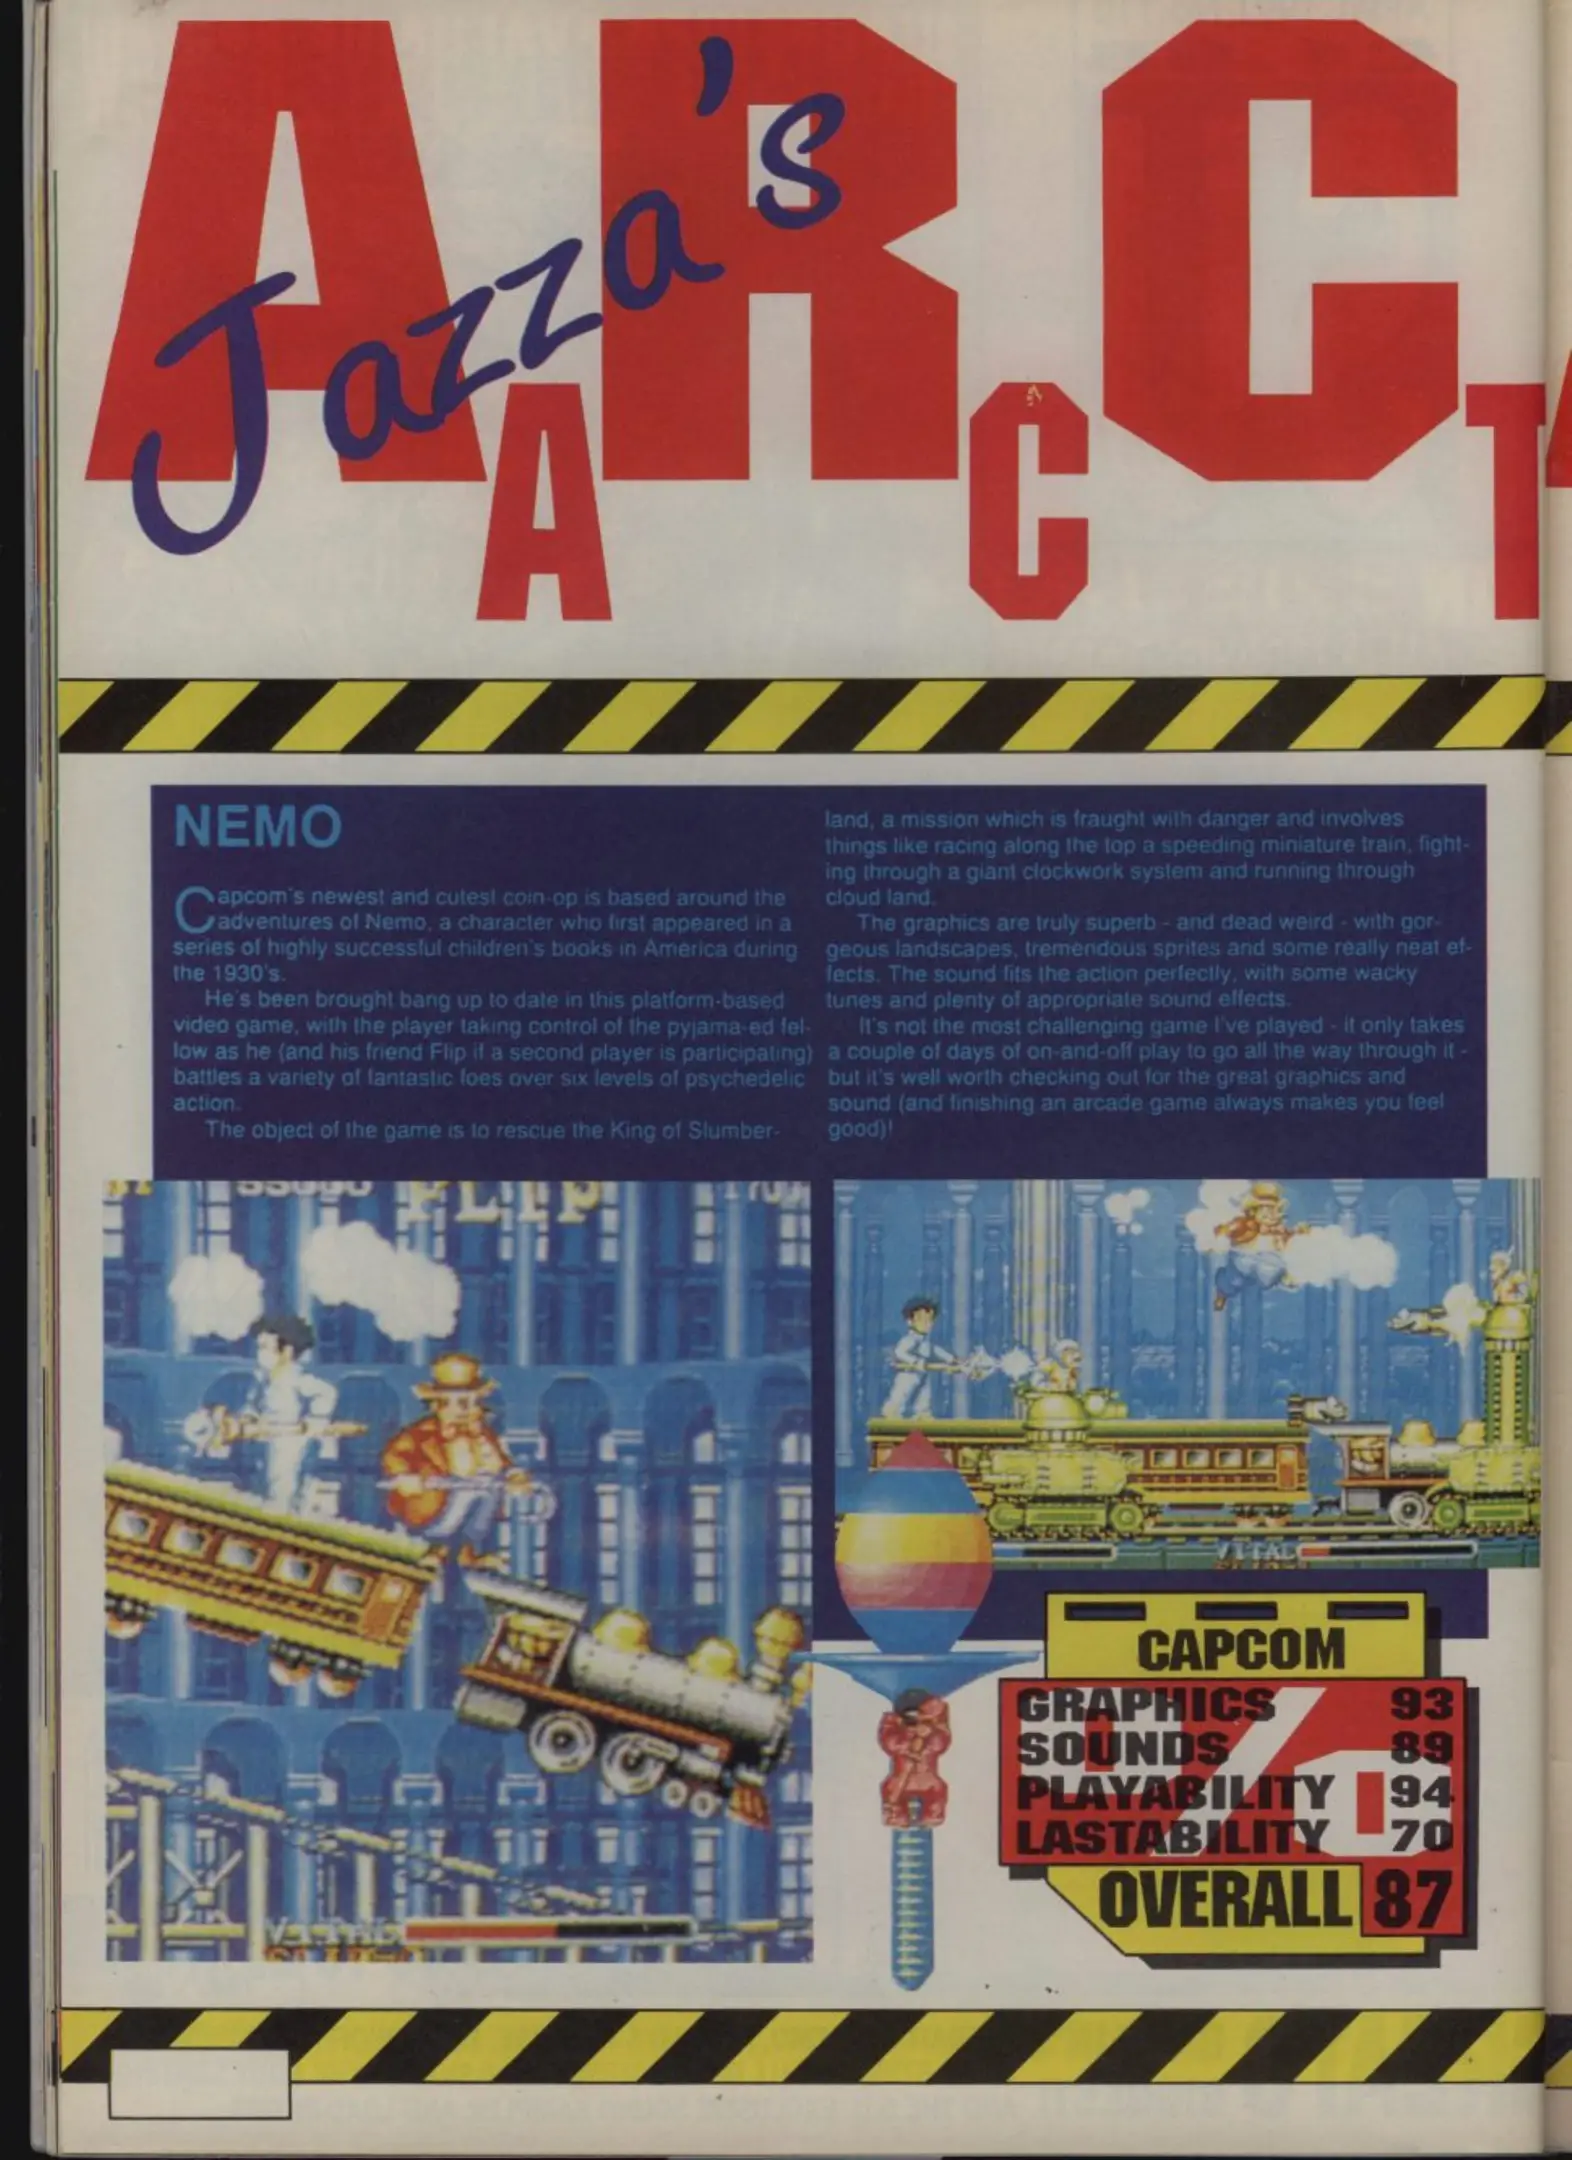 Jazza's
ARC
ACT
NEMO
Capcom's newest and cutest coin-op is based around the
adventures of Nemo, a character who first appeared in a
series of highly successful children's books in America during
the 1930's.
He's been brought bang up to date in this platform-based
video game, with the player taking control of the pyjama-ed fel-
low as he (and his friend Flip if a second player is participating)
battles a variety of fantastic foes over six levels of psychedelic
action.
The object of the game is to rescue the King of Slumber-
land, a mission which is fraught with danger and involves
things like racing along the top a speeding miniature train, fight-
ing through a giant clockwork system and running through
cloud land.
The graphics are truly superb - and dead weird - with gor-
geous landscapes, tremendous sprites and some really neat ef-
fects. The sound fits the action perfectly, with some wacky
tunes and plenty of appropriate sound effects.
It's not the most challenging game I've played - it only takes
a couple of days of on-and-off play to go all the way through it -
but it's well worth checking out for the great graphics and
sound (and finishing an arcade game always makes you feel
good)!
FLIP
VITAL
VITAL
CAPCOM
%
GRAPHICS 93
SOUNDS 89
PLAYABILITY 94
LASTABILITY 70
OVERALL 87